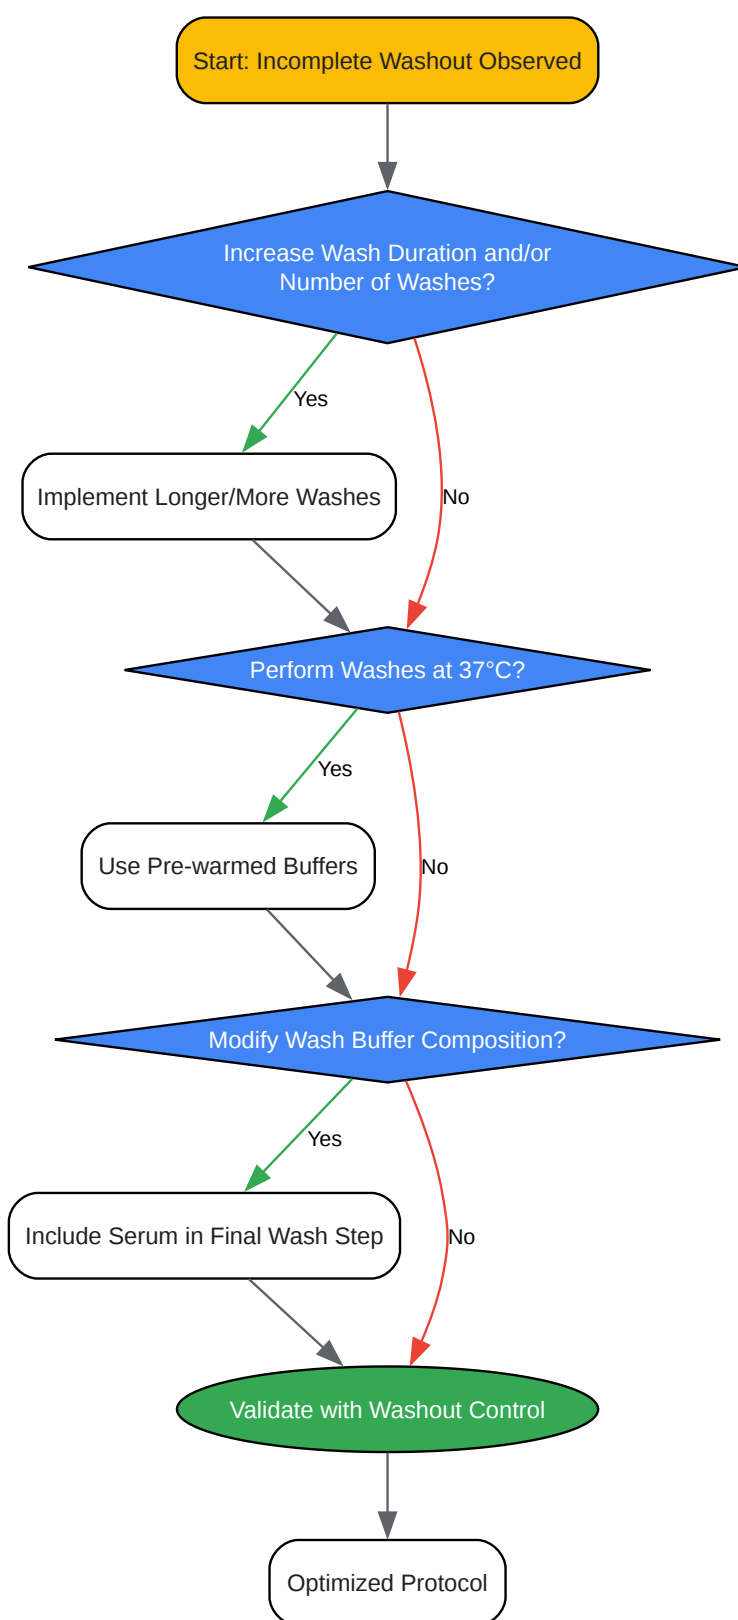 Start: Incomplete Washout Observed
Increase Wash Duration and/or
Number of Washes?
Yes
Implement Longer/More Washes
No
Perform Washes at 37°C?
Yes
Use Pre-warmed Buffers
No
Modify Wash Buffer Composition?
Yes
Include Serum in Final Wash Step
No
Validate with Washout Control
Optimized Protocol